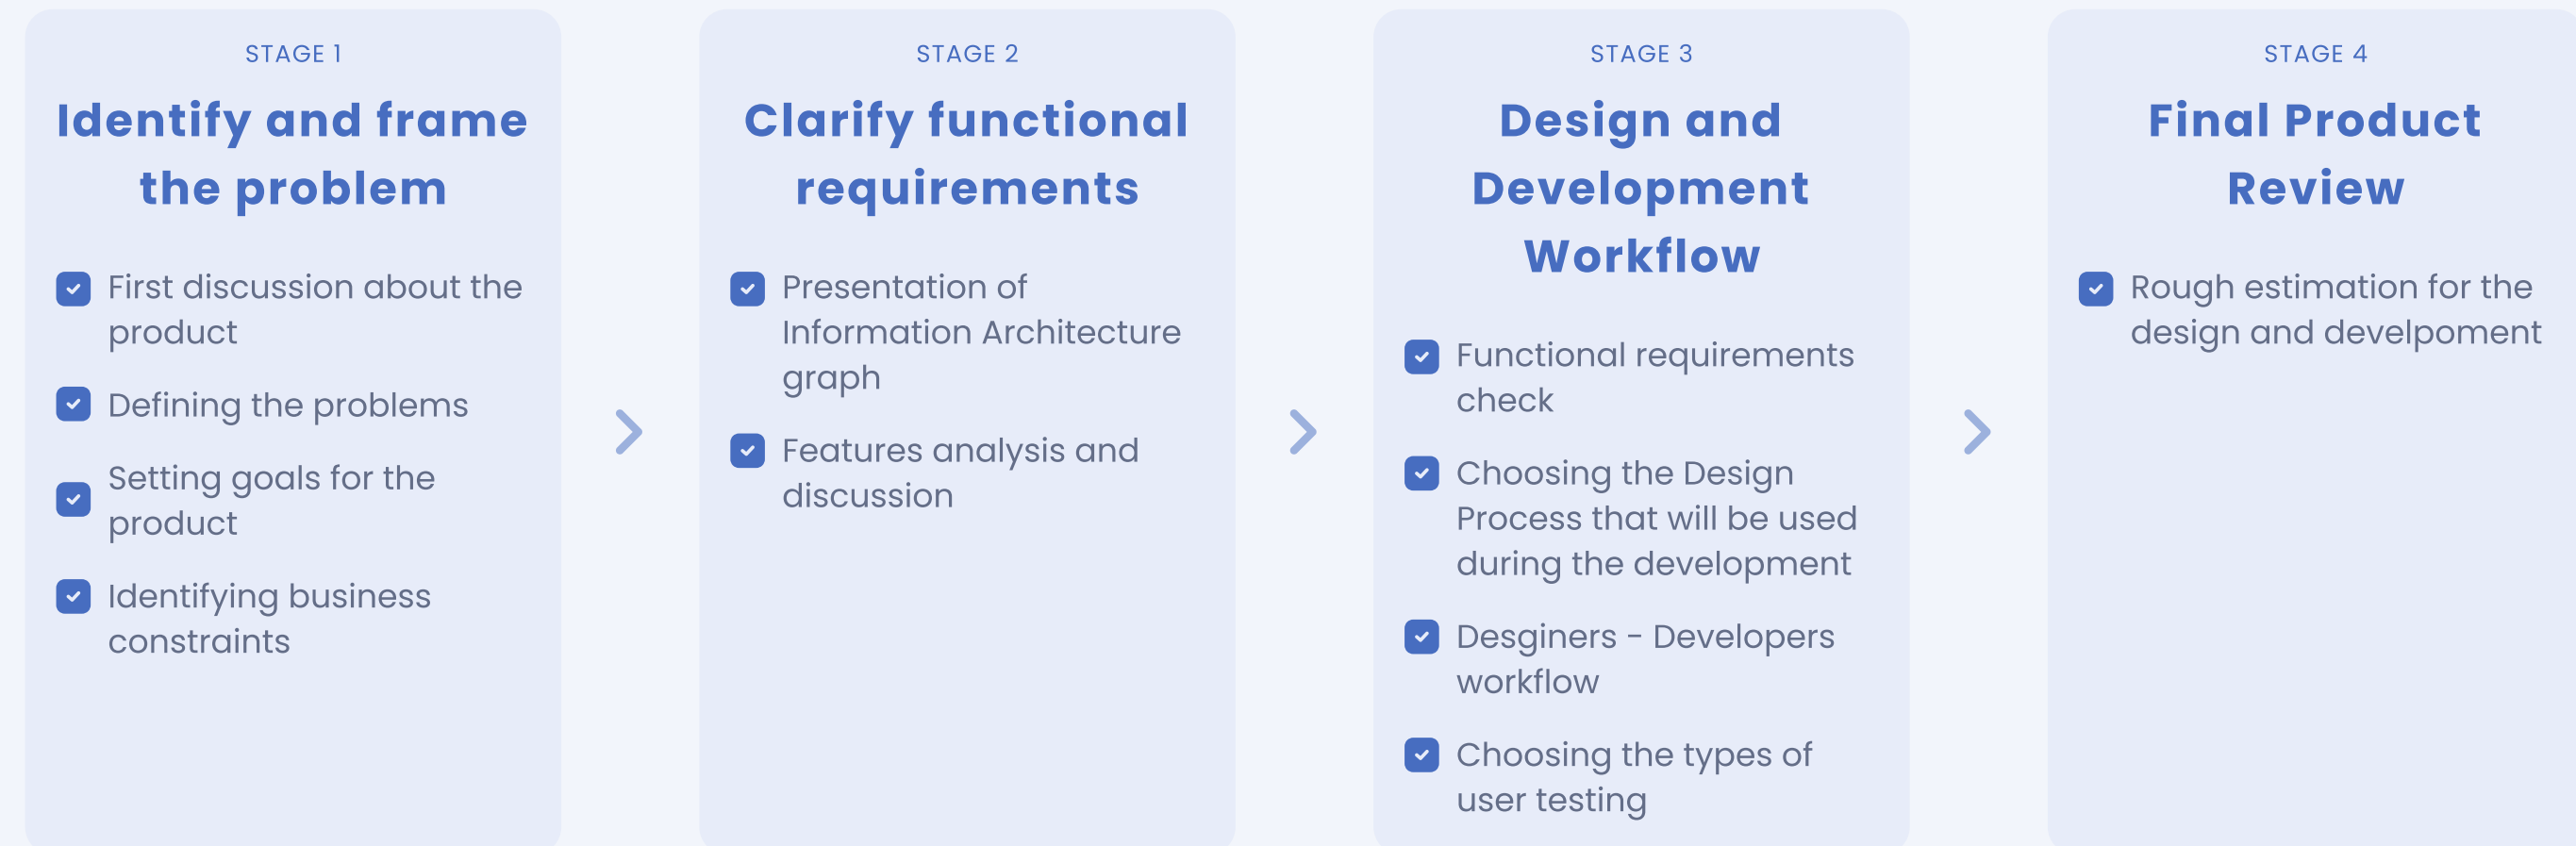 STAGE 1
Identify and frame
the problem
First discussion about the
product
Defining the problems
Setting goals for the
product
Identifying business
constraints
STAGE 2
Clarify functional
requirements
Presentation of
Information Architecture
graph
Features analysis and
discussion
STAGE 3
Design and
Development
Workflow
Functional requirements
check
Choosing the Design
Process that will be used
during the development
Desginers - Developers
workflow
Choosing the types of
user testing
STAGE 4
Final Product
Review
Rough estimation for the
design and develpoment